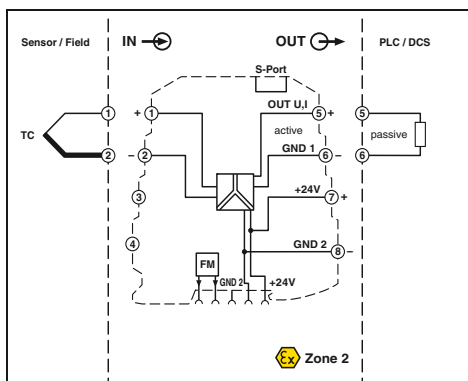 Sensor / Field
IN
OUT
PLC / DCS
S-Port
OUT U,I
1
+ 1
5 +
5
TC
active
passive
GND 1
2
- 2
6 -
6
+24V
3
7 +
GND 2
4
8 -
FM
GND 2
+24V
Ex Zone 2